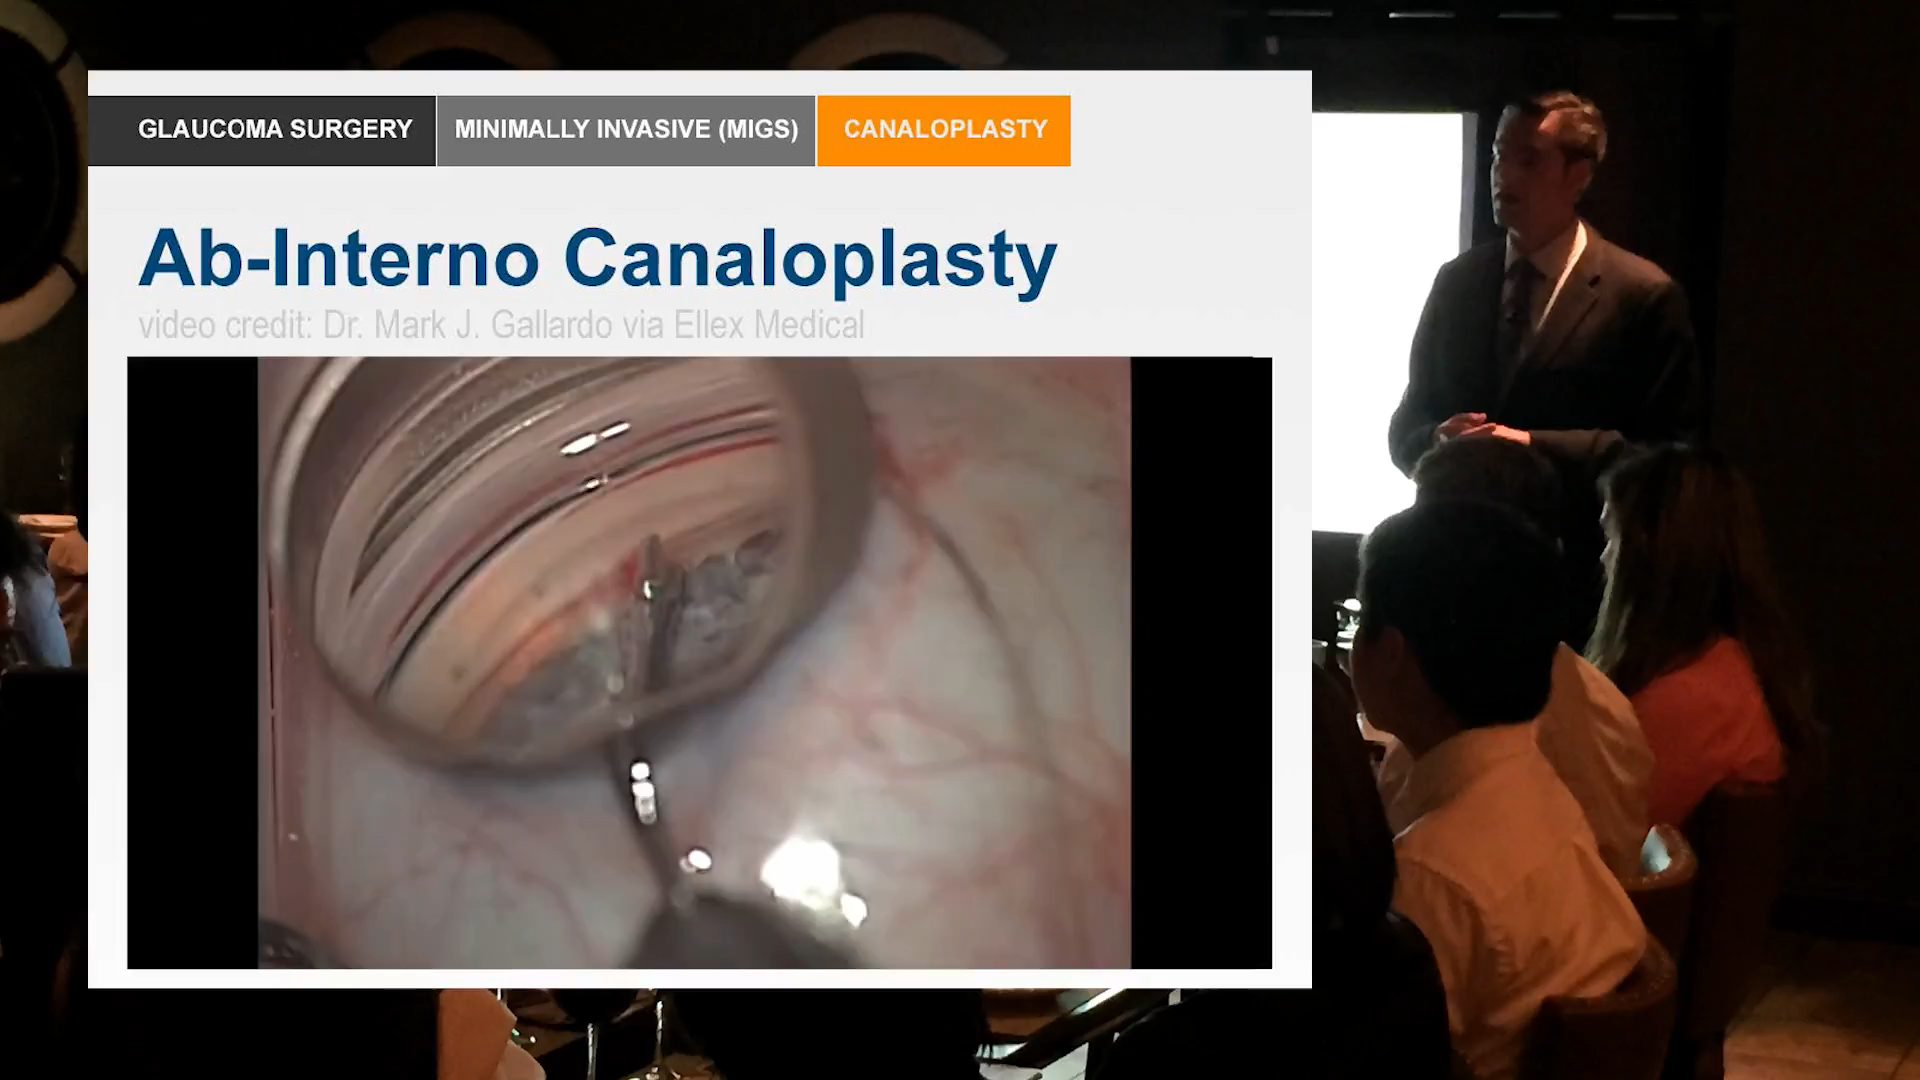 GLAUCOMA SURGERY MINIMALLY INVASIVE (MIGS) CANALOPLASTY
Ab-Interno Canaloplasty
video credit: Dr. Mark J. Gallardo via Ellex Medical